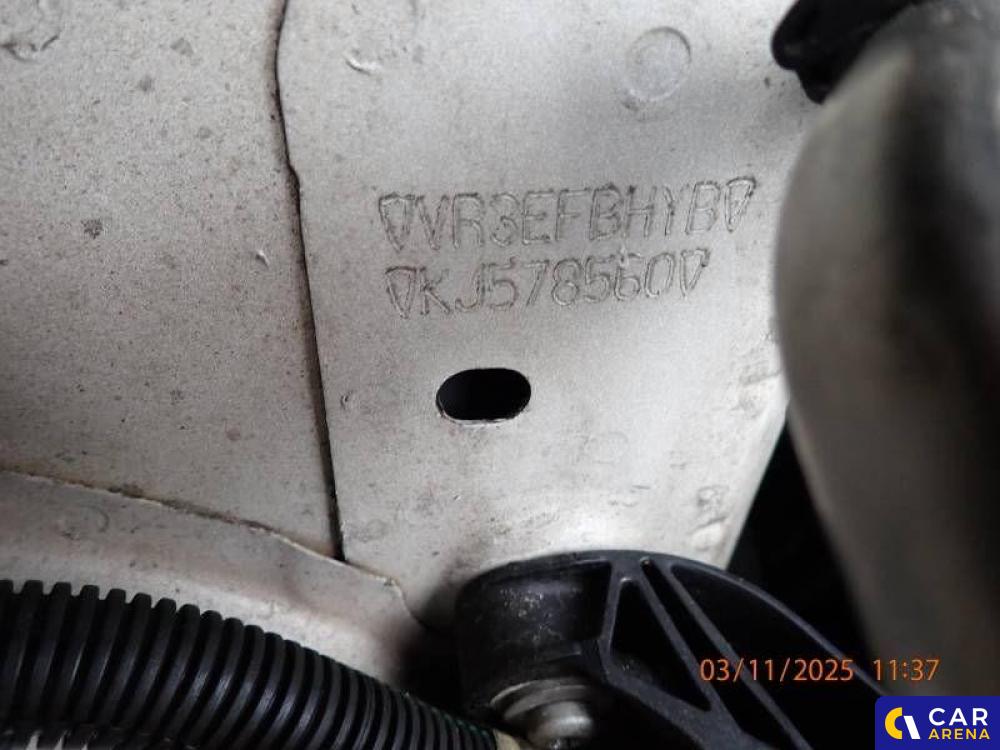 VR3EFBHYB
KJ578560
03/11/2025 11:37
CAR
ARENA